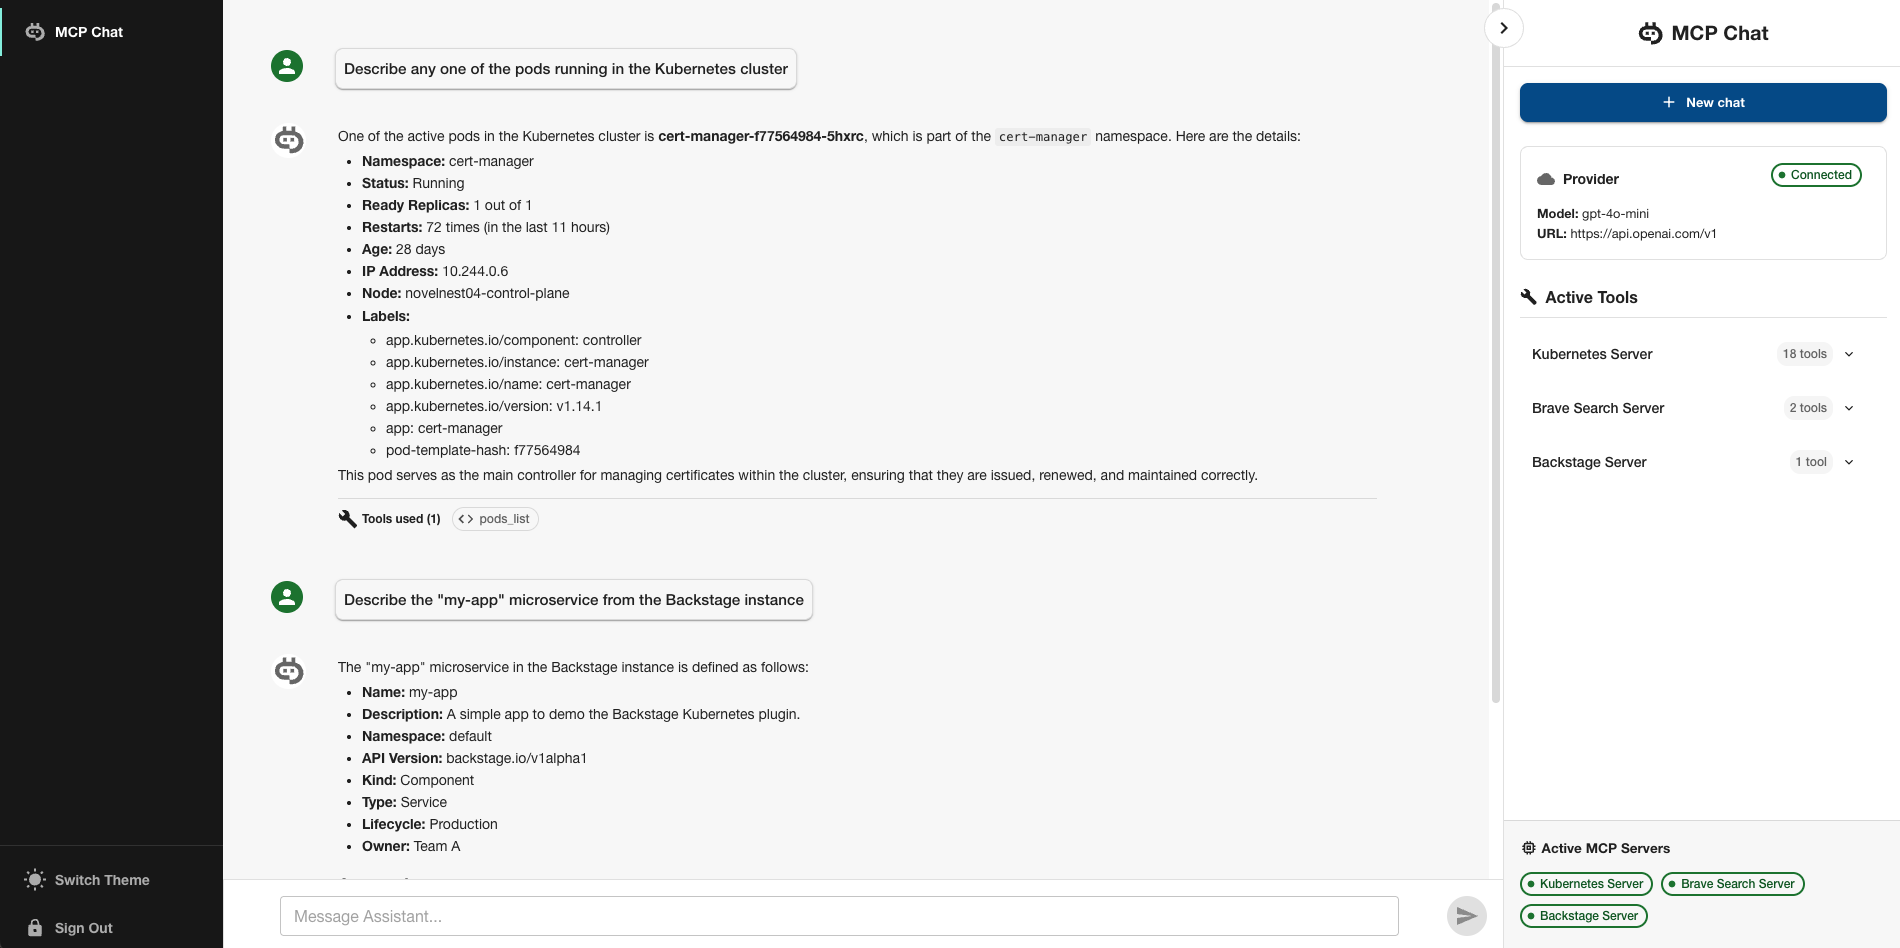 MCP Chat
Switch Theme
Sign Out
Describe any one of the pods running in the Kubernetes cluster
One of the active pods in the Kubernetes cluster is cert-manager-f77564984-5hxrc, which is part of the cert-manager namespace. Here are the details:
Namespace: cert-manager
Status: Running
Ready Replicas: 1 out of 1
Restarts: 72 times (in the last 11 hours)
Age: 28 days
IP Address: 10.244.0.6
Node: novelnest04-control-plane
Labels:
app.kubernetes.io/component: controller
app.kubernetes.io/instance: cert-manager
app.kubernetes.io/name: cert-manager
app.kubernetes.io/version: v1.14.1
app: cert-manager
pod-template-hash: f77564984
This pod serves as the main controller for managing certificates within the cluster, ensuring that they are issued, renewed, and maintained correctly.
Tools used (1) <> pods_list
Describe the "my-app" microservice from the Backstage instance
The "my-app" microservice in the Backstage instance is defined as follows:
Name: my-app
Description: A simple app to demo the Backstage Kubernetes plugin.
Namespace: default
API Version: backstage.io/v1alpha1
Kind: Component
Type: Service
Lifecycle: Production
Owner: Team A
Message Assistant...
MCP Chat
+ New chat
Provider
Connected
Model: gpt-4o-mini
URL: https://api.openai.com/v1
Active Tools
Kubernetes Server 18 tools
Brave Search Server 2 tools
Backstage Server 1 tool
Active MCP Servers
Kubernetes Server
Brave Search Server
Backstage Server